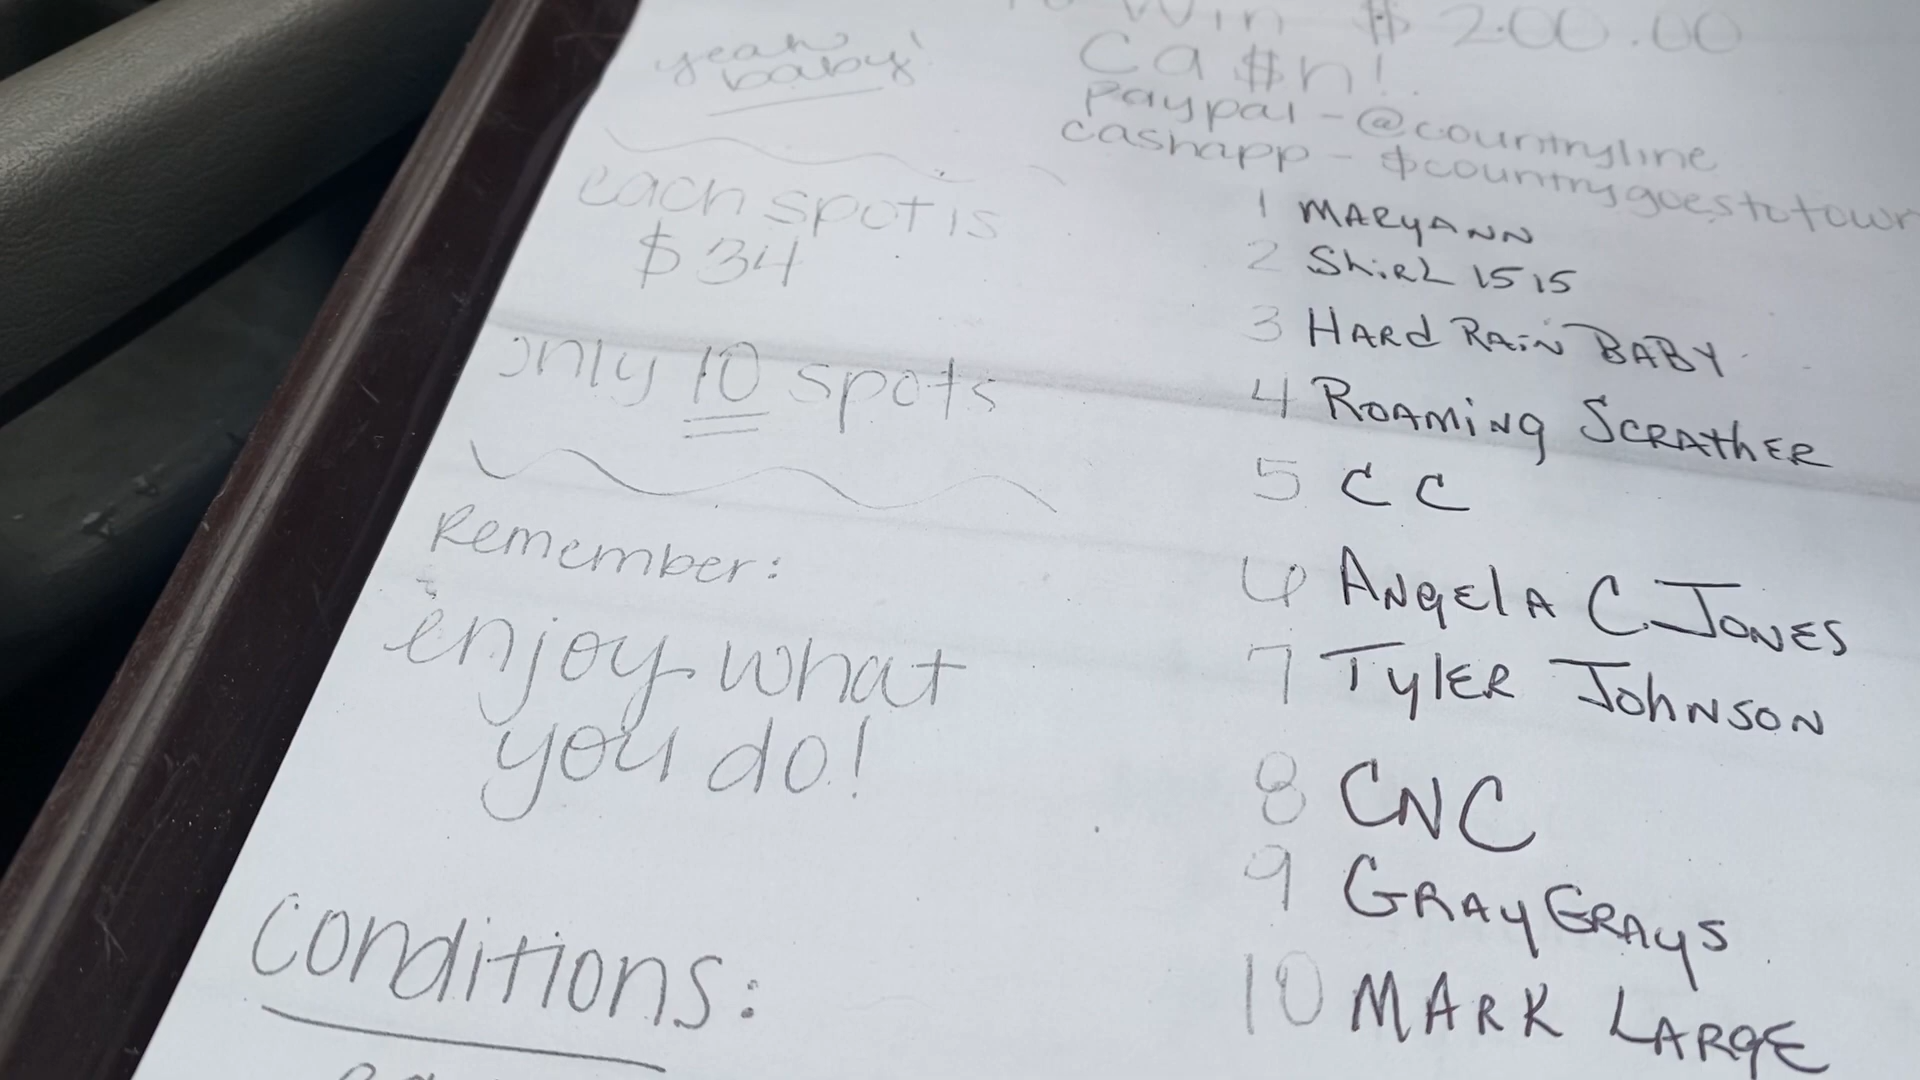 yeah
baby!
each spot is
$34
only 10 spots
Remember:
enjoy what
you do!
conditions:
to win $200.00
Ca$h!
Paypal - @countryline
cashapp - $countrygoestotown
1 MARYANN
2 ShiRL 1515
3 HARd RAiN BABY
4 ROAMiNg SCRAThER
5 CC
6 ANgElA C. JONES
7 TylER JohNSON
8 CNC
9 GRAYGRAYS
10 MARK LARgE